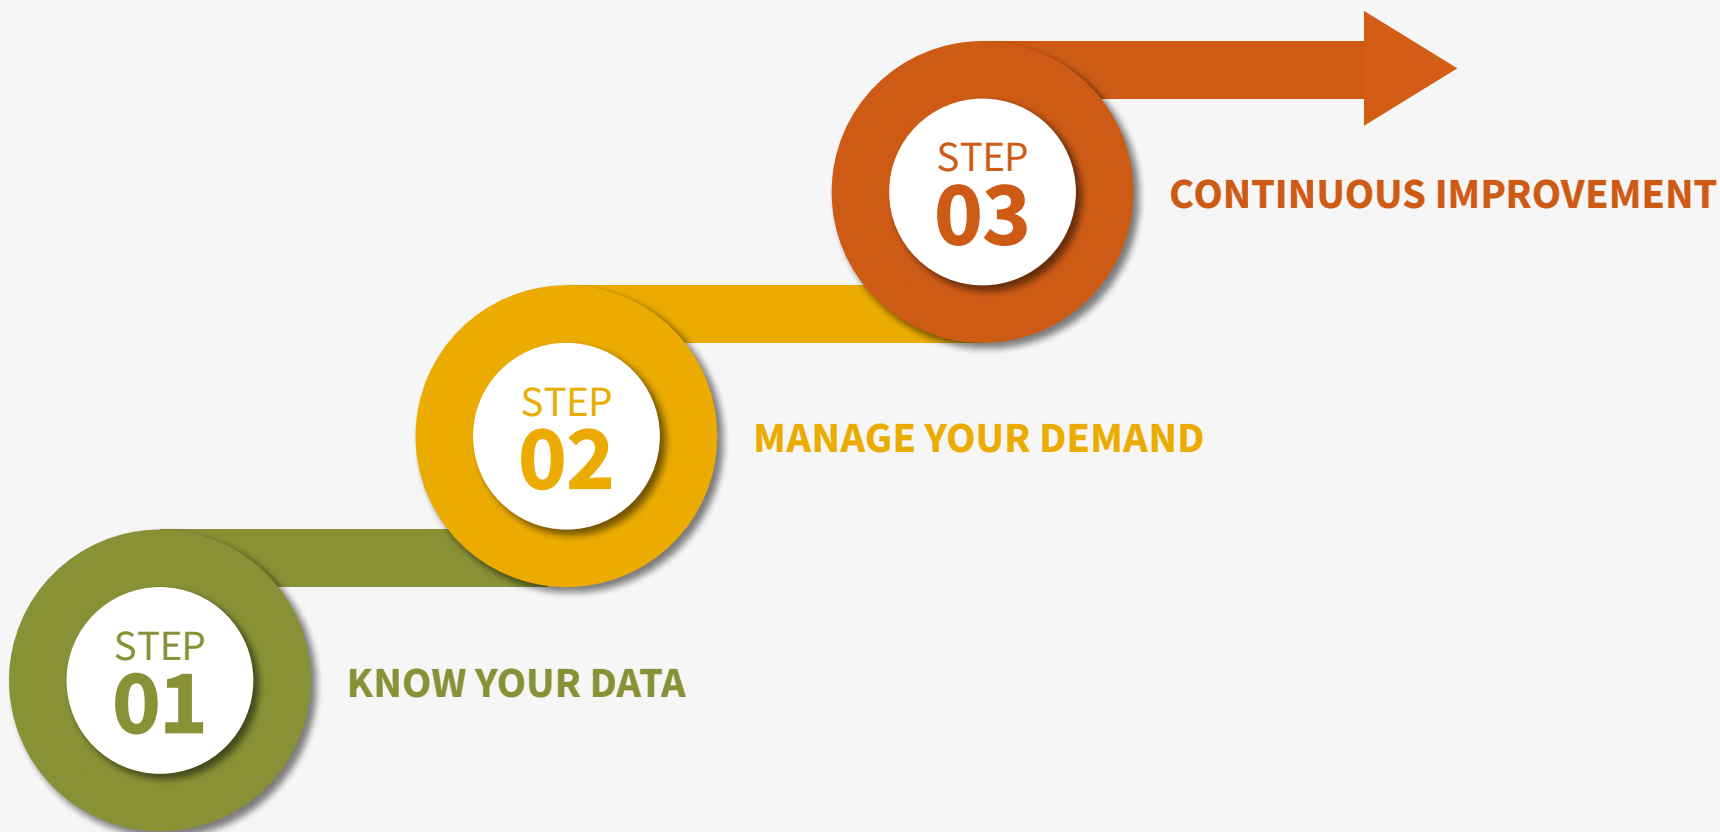 STEP
03
CONTINUOUS IMPROVEMENT
STEP
02
MANAGE YOUR DEMAND
STEP
01
KNOW YOUR DATA